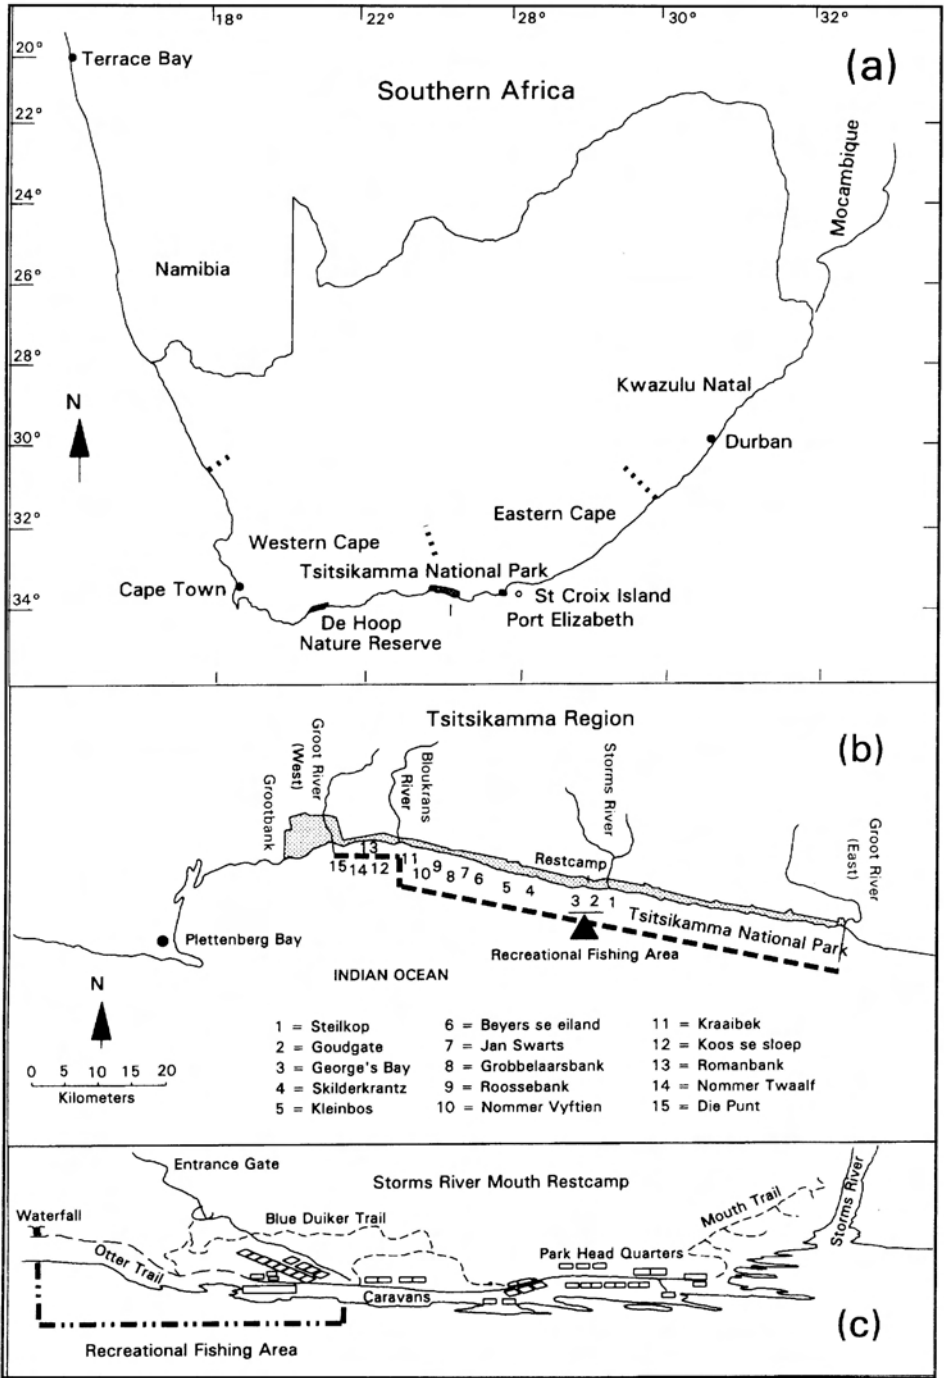 18°
22°
28°
30°
32°
20°
Terrace Bay
(a)
Southern Africa
22°
Mocambique
24°
Namibia
26°
28°
Kwazulu Natal
N
30°
Durban
32°
Eastern Cape
Western Cape
Tsitsikamma National Park
Cape Town
St Croix Island
34°
De Hoop
Port Elizabeth
Nature Reserve
Tsitsikamma Region
(b)
Grootbank
Groot River
(West)
Bloukrans
River
Storms
River
Groot River
(East)
Restcamp
13
15 14 12
11
10 9 8 7 6
5 4
3 2 1
Tsitsikamma National Park
Plettenberg Bay
Recreational Fishing Area
INDIAN OCEAN
N
1 = Steilkop
2 = Goudgate
3 = George's Bay
4 = Skilderkrantz
5 = Kleinbos
6 = Beyers se eiland
7 = Jan Swarts
8 = Grobbelaarsbank
9 = Roossebank
10 = Nommer Vyftien
11 = Kraaibek
12 = Koos se sloep
13 = Romanbank
14 = Nommer Twaalf
15 = Die Punt
0 5 10 15 20
Kilometers
Entrance Gate
Storms River Mouth Restcamp
Waterfall
Blue Duiker Trail
Mouth Trail
Storms River
Otter Trail
Park Head Quarters
Caravans
Recreational Fishing Area
(c)